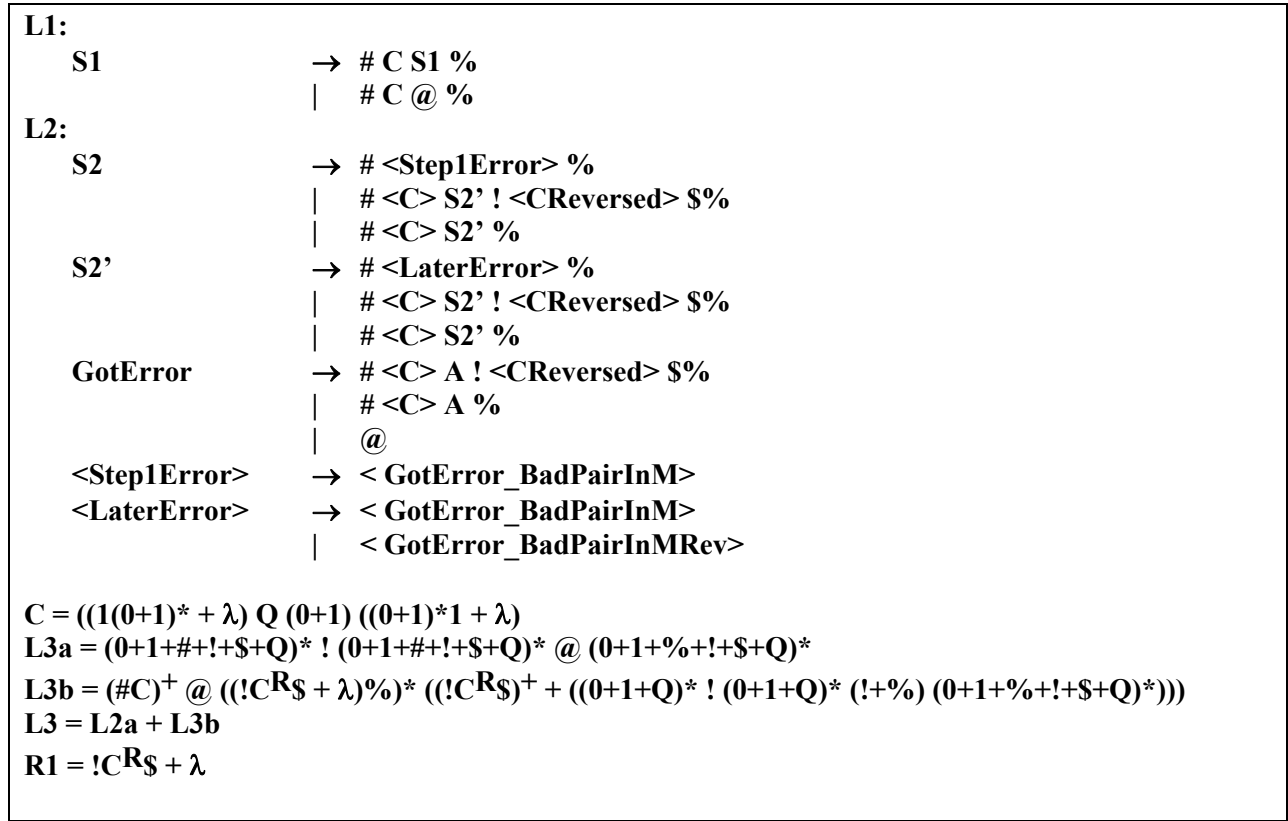 L1:
S1 → # C S1 %
| # C @ %
L2:
S2 → # <Step1Error> %
| # <C> S2’ ! <CReversed> $%
| # <C> S2’ %
S2’ → # <LaterError> %
| # <C> S2’ ! <CReversed> $%
| # <C> S2’ %
GotError → # <C> A ! <CReversed> $%
| # <C> A %
| @
<Step1Error> → < GotError_BadPairInM>
<LaterError> → < GotError_BadPairInM>
| < GotError_BadPairInMRev>
C = ((1(0+1)* + λ) Q (0+1) ((0+1)*1 + λ)
L3a = (0+1+#+!+$+Q)* ! (0+1+#+!+$+Q)* @ (0+1+%+!+$+Q)*
L3b = (#C)⁺ @ ((!Cᴿ$ + λ)%)* ((!Cᴿ$)⁺ + ((0+1+Q)* ! (0+1+Q)* (!+%) (0+1+%+!+$+Q)*)))
L3 = L2a + L3b
R1 = !Cᴿ$ + λ